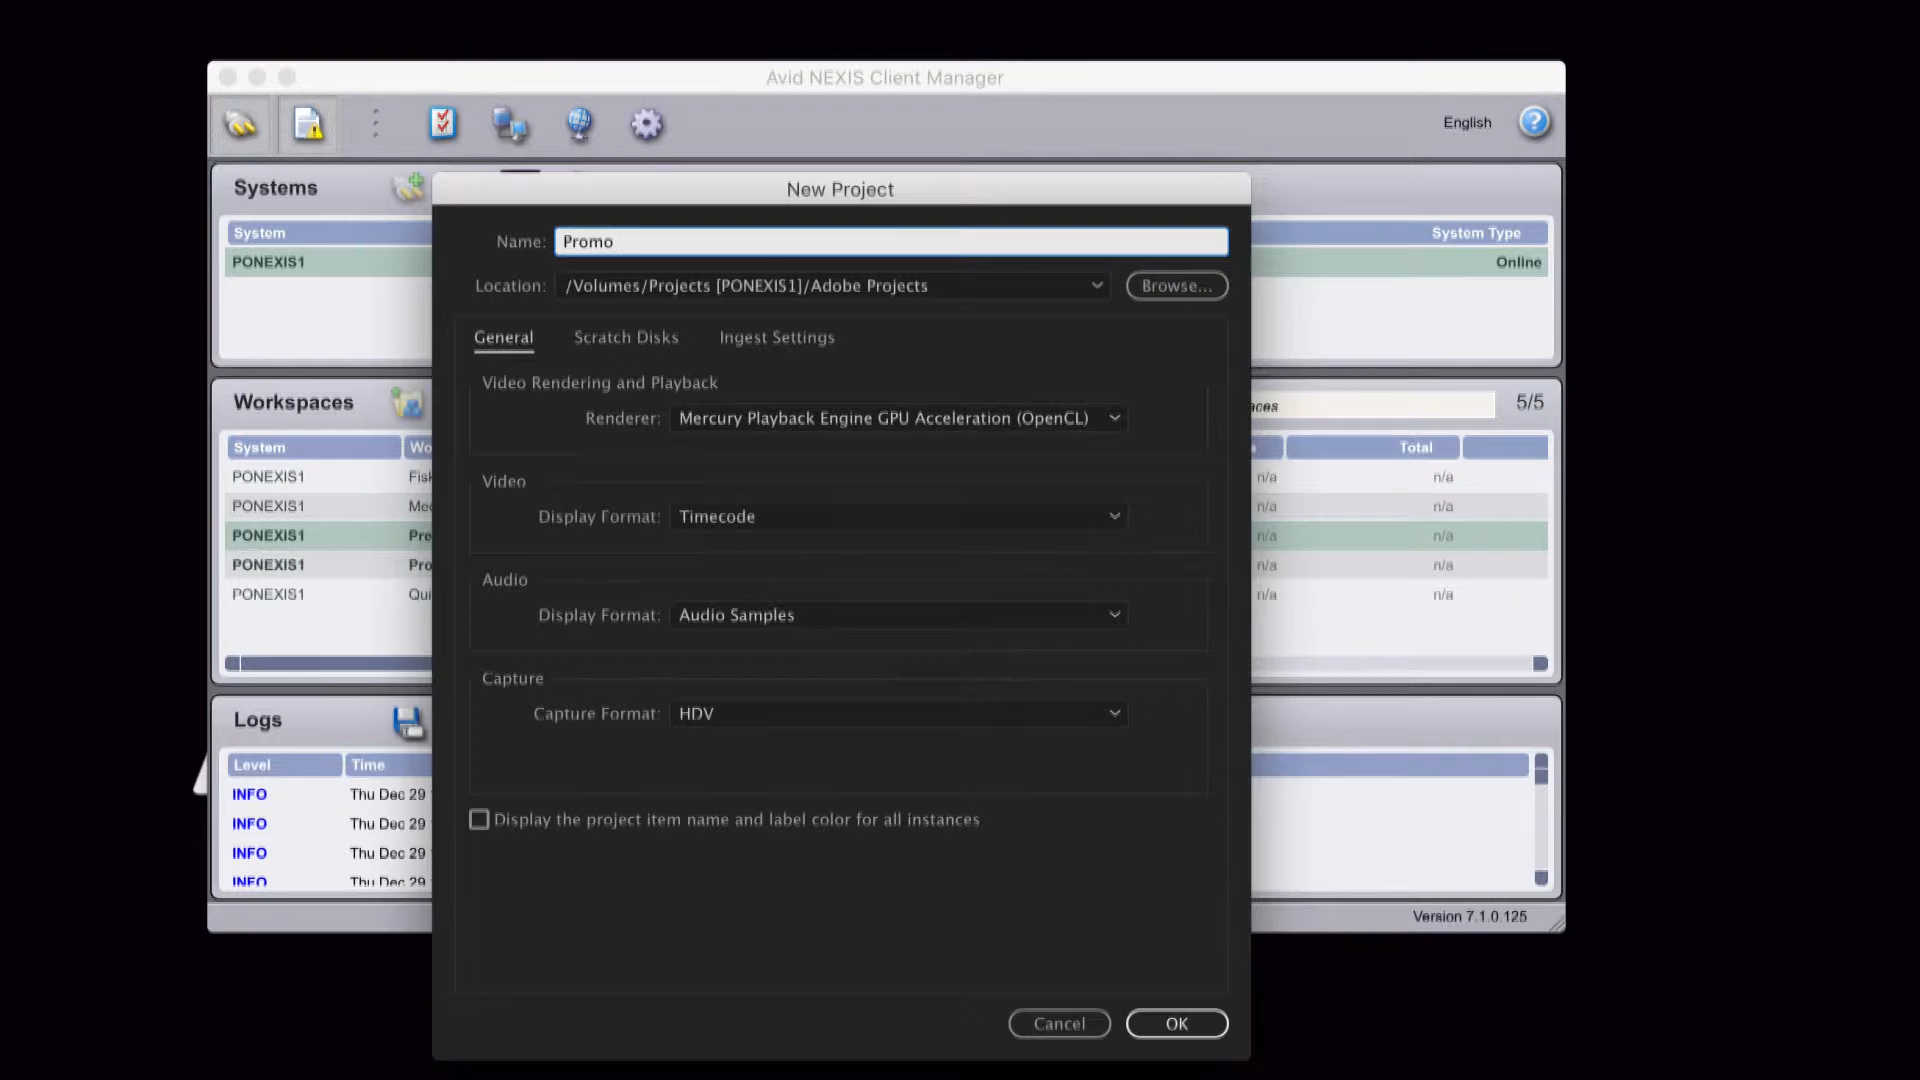 Avid NEXIS Client Manager
English
Systems
System
System Type
PONEXIS1
Online
New Project
Name: Promo
Location: /Volumes/Projects [PONEXIS1]/Adobe Projects
Browse...
General Scratch Disks Ingest Settings
Video Rendering and Playback
Renderer: Mercury Playback Engine GPU Acceleration (OpenCL)
Video
Display Format: Timecode
Audio
Display Format: Audio Samples
Capture
Capture Format: HDV
Display the project item name and label color for all instances
Cancel OK
Workspaces
5/5
System Total
PONEXIS1 n/a n/a
PONEXIS1 n/a n/a
PONEXIS1 n/a n/a
PONEXIS1 n/a n/a
PONEXIS1 n/a n/a
Logs
Level Time
INFO Thu Dec 29
INFO Thu Dec 29
INFO Thu Dec 29
INFO Thu Dec 29
Version 7.1.0.125